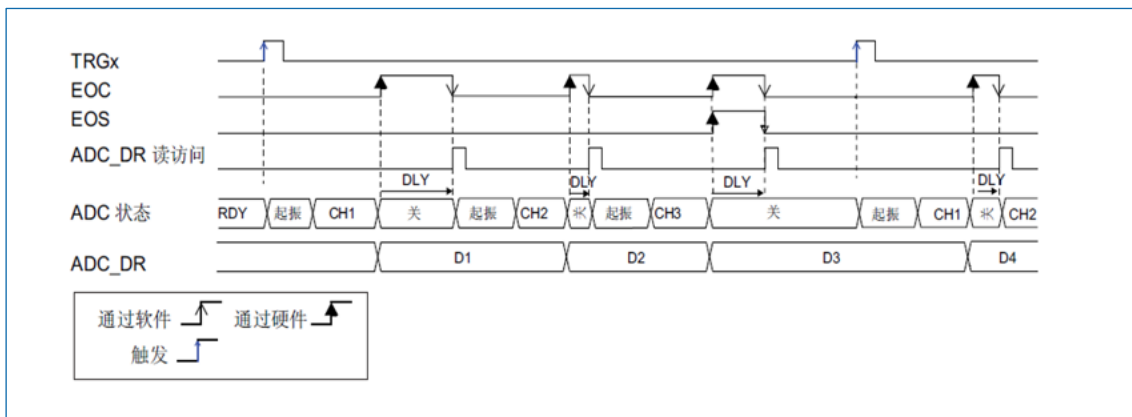 TRGx
EOC
EOS
ADC_DR 读访问
DLY DLY DLY DLY
ADC 状态 RDY 起振 CH1 关 起振 CH2 关 起振 CH3 关 起振 CH1 关 CH2
ADC_DR D1 D2 D3 D4
通过软件 通过硬件
触发